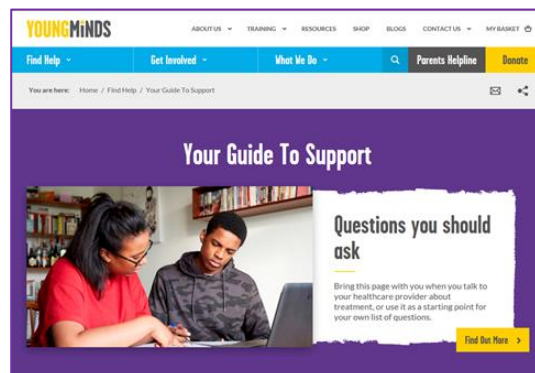 YOUNGMiNDS
ABOUT US TRAINING RESOURCES SHOP BLOGS CONTACT US MY BASKET
Find Help Get Involved What We Do Parents Helpline Donate
You are here: Home / Find Help / Your Guide To Support
Your Guide To Support
Questions you should
ask
Bring this page with you when you talk to
your healthcare provider about
treatment, or use it as a starting point for
your own list of questions.
Find Out More >